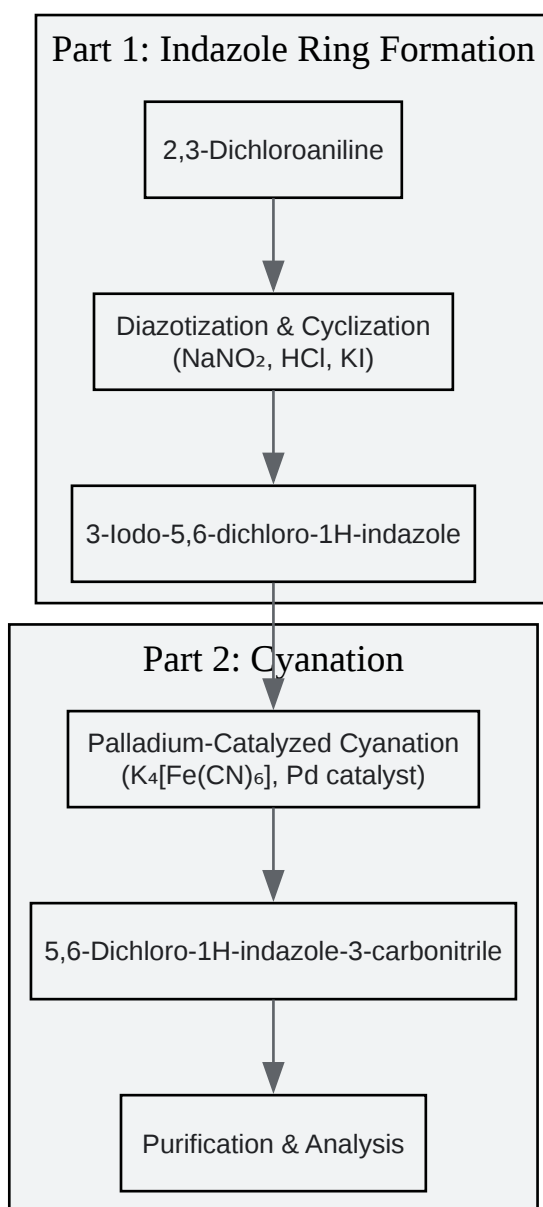 Part 1: Indazole Ring Formation
2,3-Dichloroaniline
Diazotization & Cyclization
(NaNO₂, HCl, KI)
3-Iodo-5,6-dichloro-1H-indazole
Part 2: Cyanation
Palladium-Catalyzed Cyanation
(K₄[Fe(CN)₆], Pd catalyst)
5,6-Dichloro-1H-indazole-3-carbonitrile
Purification & Analysis